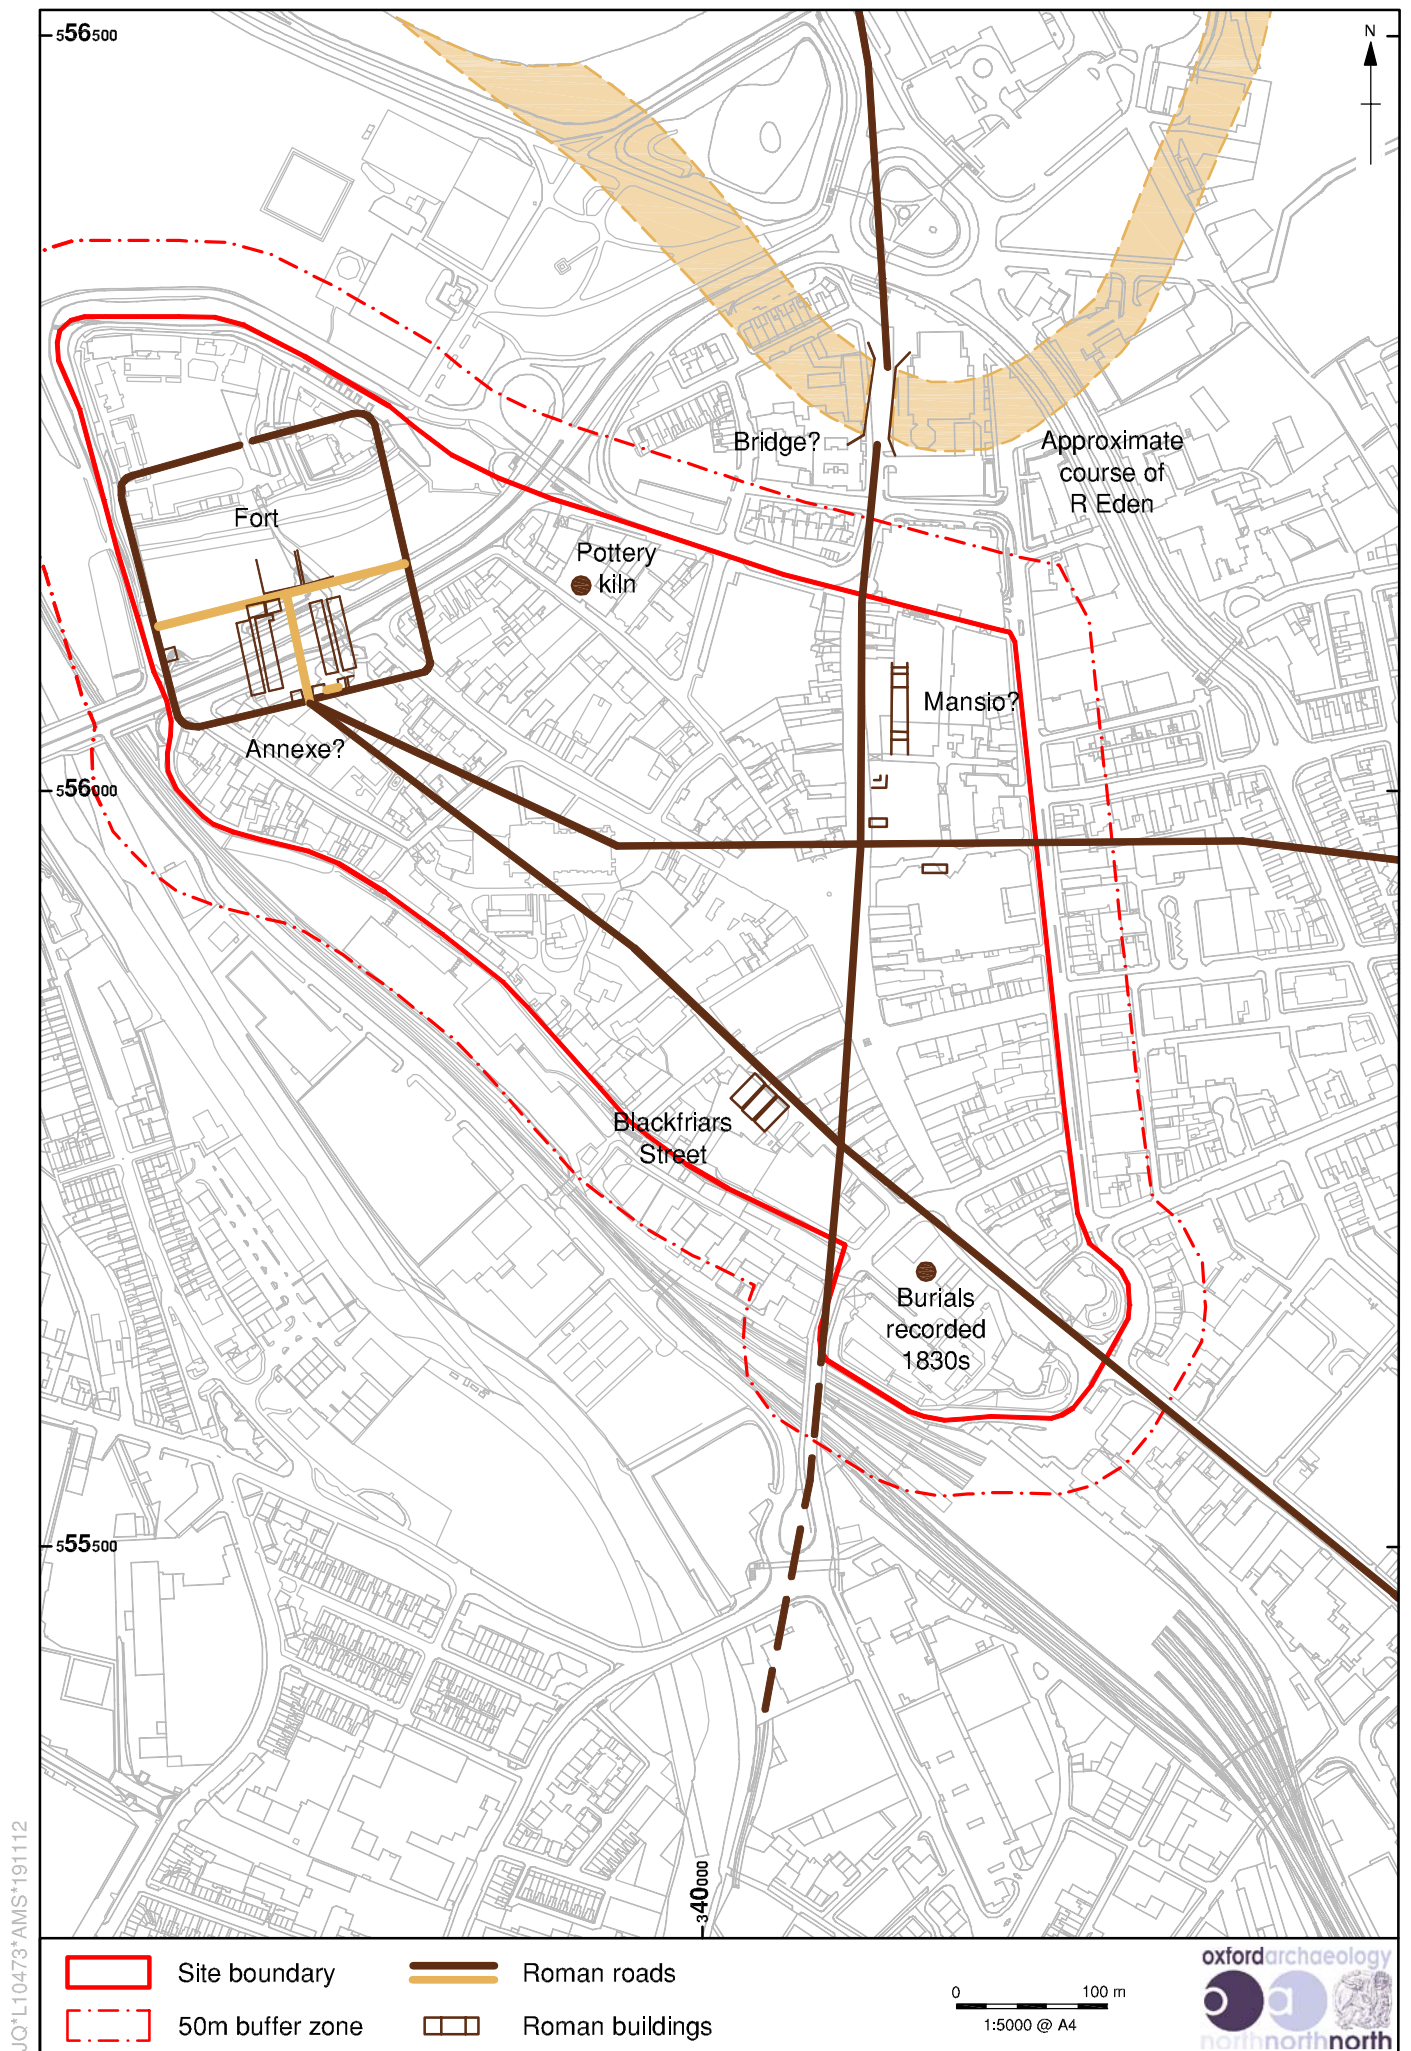 556500
N
Bridge?
Approximate
course of
R Eden
Fort
Pottery
kiln
Mansio?
Annexe?
556000
Blackfriars
Street
Burials
recorded
1830s
555500
340000
JQ*L10473*AMS*191112
Site boundary
Roman roads
50m buffer zone
Roman buildings
0 100 m
1:5000 @ A4
oxfordarchaeology
oa
northnorthnorth